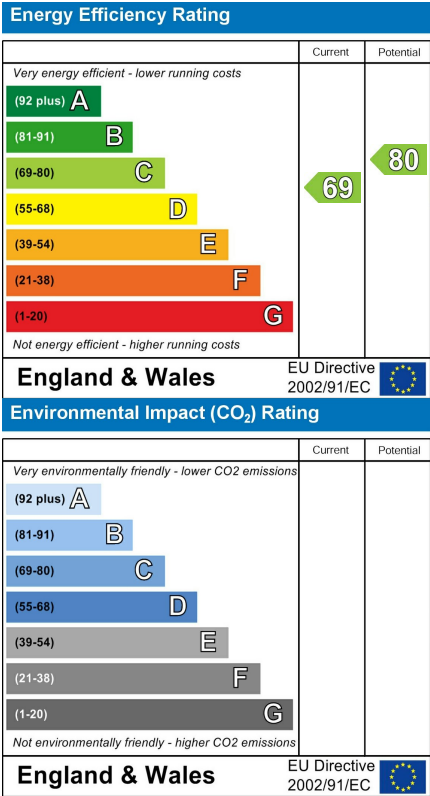 Energy Efficiency Rating
Current Potential
Very energy efficient - lower running costs
(92 plus) A
(81-91) B
(69-80) C
(55-68) D
(39-54) E
(21-38) F
(1-20) G
69
80
Not energy efficient - higher running costs
England & Wales
EU Directive
2002/91/EC
Environmental Impact (CO₂) Rating
Current Potential
Very environmentally friendly - lower CO2 emissions
(92 plus) A
(81-91) B
(69-80) C
(55-68) D
(39-54) E
(21-38) F
(1-20) G
Not environmentally friendly - higher CO2 emissions
England & Wales
EU Directive
2002/91/EC